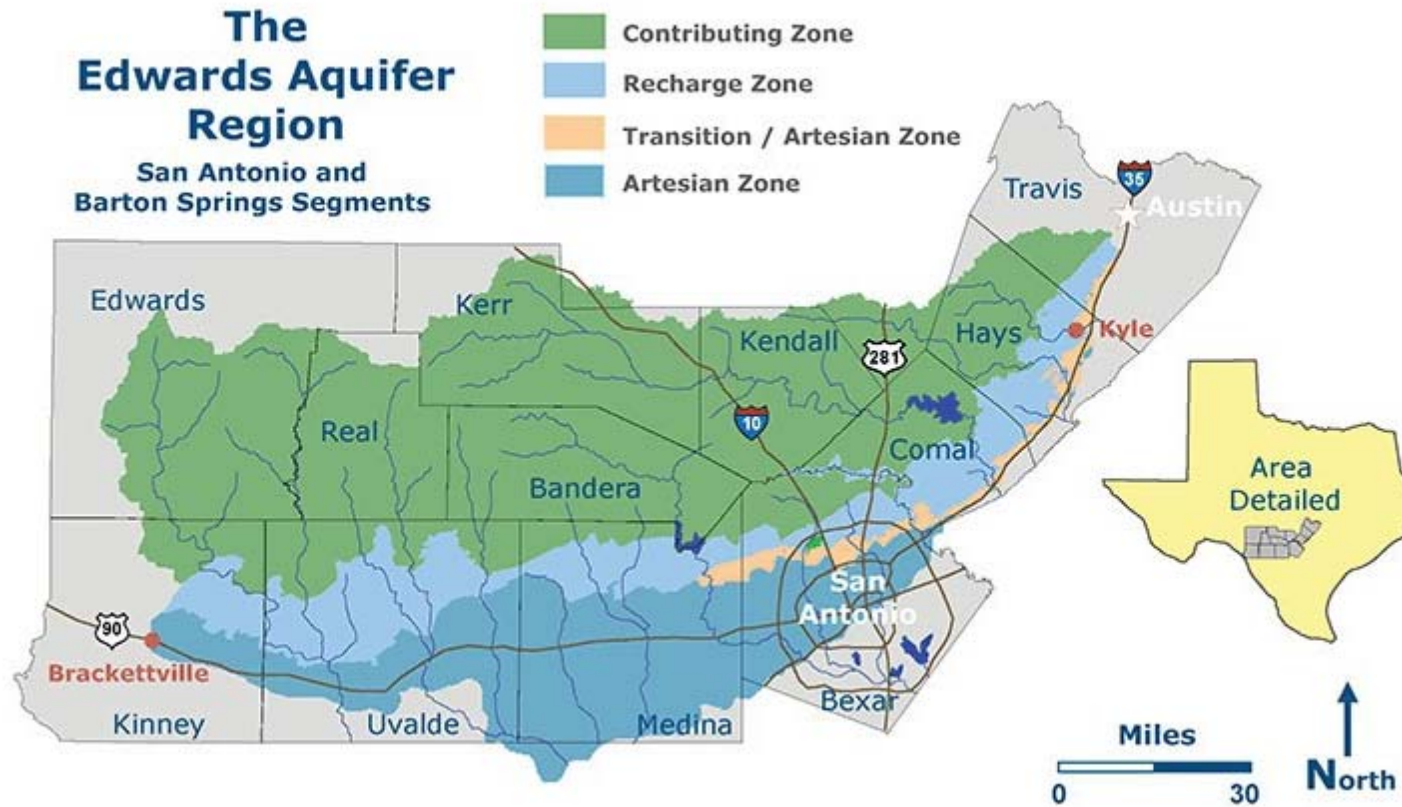 The
Edwards Aquifer
Region
San Antonio and
Barton Springs Segments
Contributing Zone
Recharge Zone
Transition / Artesian Zone
Artesian Zone
Travis
35
Austin
Edwards
Kerr
Kendall
281
Hays
Kyle
Real
10
Comal
Bandera
Area
Detailed
San
Antonio
90
Brackettville
Kinney
Uvalde
Medina
Bexar
Miles
0
30
North